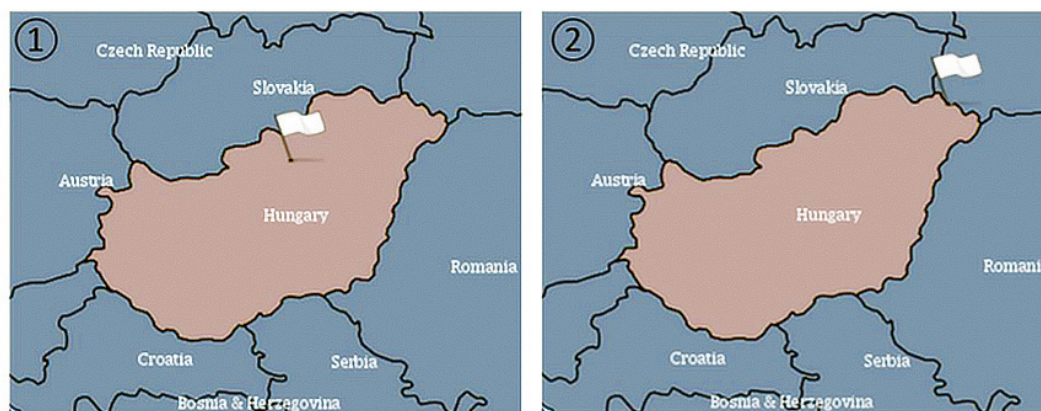 1
Czech Republic
Slovakia
Austria
Hungary
Romania
Croatia
Serbia
Bosnia & Herzegovina
2
Czech Republic
Slovakia
Austria
Hungary
Romani
Croatia
Serbia
Bosnia & Herzegovina